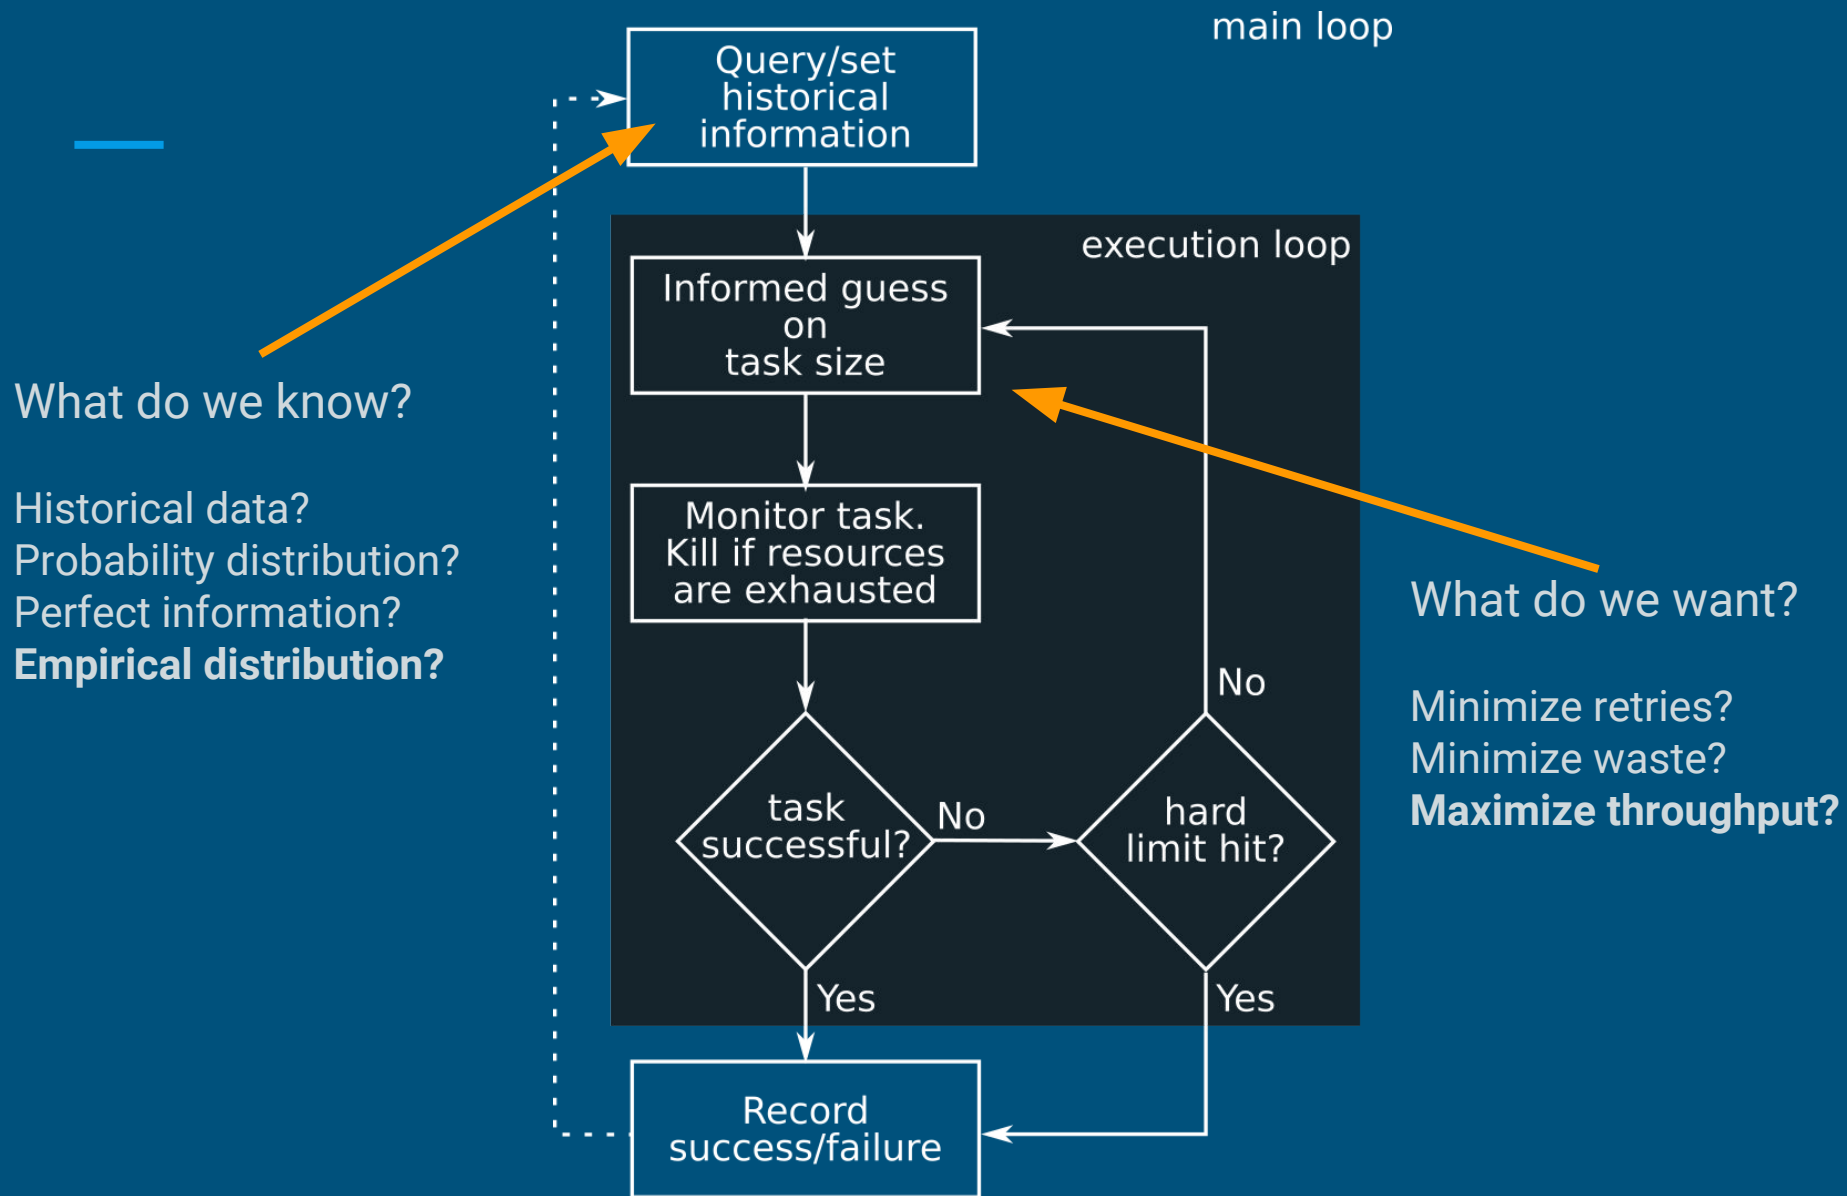 main loop
Query/set
historical
information
execution loop
Informed guess
on
task size
What do we know?
Historical data?
Probability distribution?
Perfect information?
Empirical distribution?
Monitor task.
Kill if resources
are exhausted
What do we want?
Minimize retries?
Minimize waste?
Maximize throughput?
No
task
successful?
No
hard
limit hit?
Yes
Yes
Record
success/failure